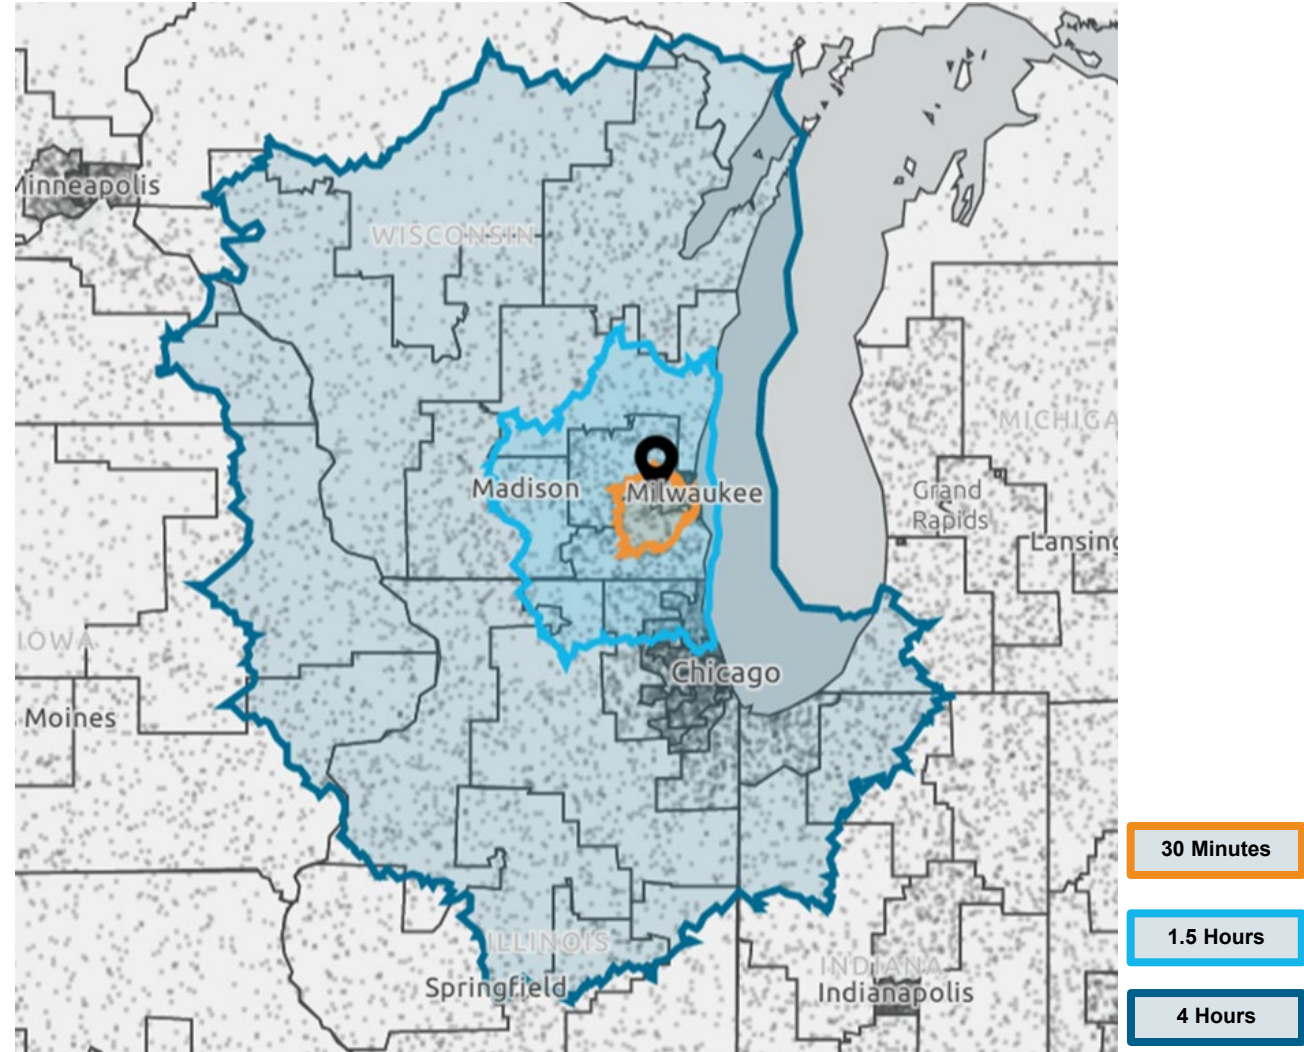 Minneapolis
WISCONSIN
MICHIGA
Madison
Milwaukee
Grand
Rapids
Lansing
IOWA
Chicago
Moines
ILLINOIS
Springfield
INDIANA
Indianapolis
30 Minutes
1.5 Hours
4 Hours